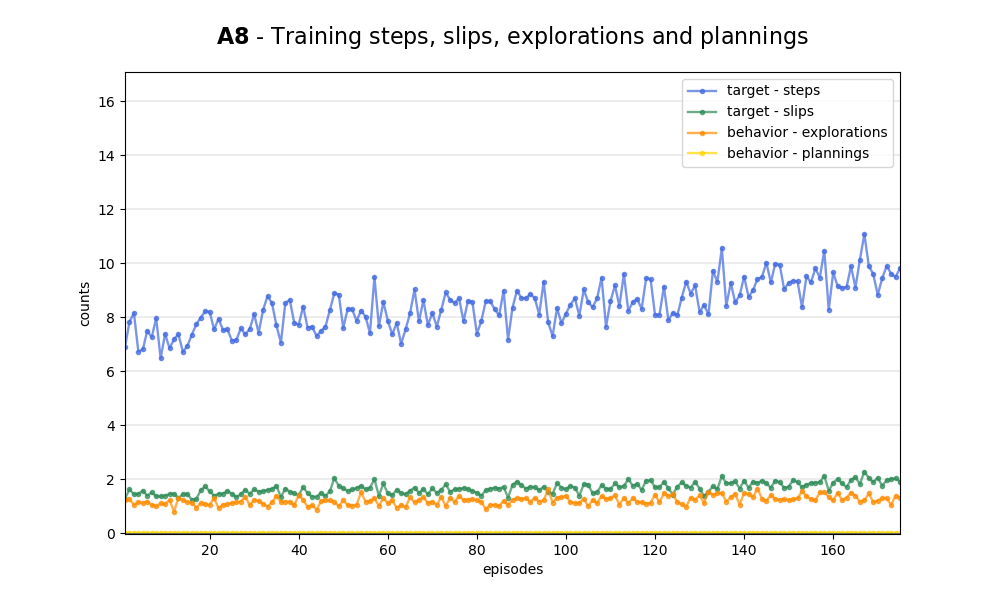 A8 - Training steps, slips, explorations and plannings
target - steps
target - slips
behavior - explorations
behavior - plannings
counts
16
14
12
10
8
6
4
2
0
20 40 60 80 100 120 140 160
episodes